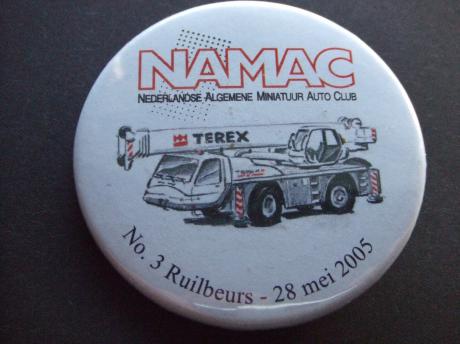 NAMAC
NEDERLANDSE ALGEMENE MINIATUUR AUTO CLUB
TEREX
No. 3 Ruilbeurs - 28 mei 2005